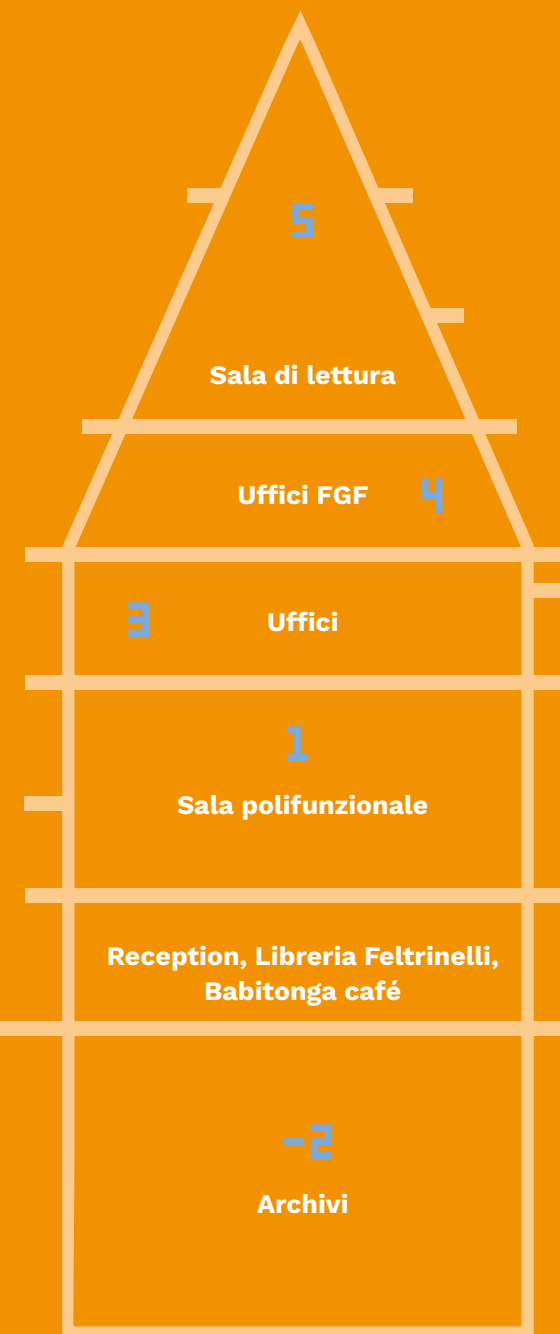 5
Sala di lettura
Uffici FGF 4
3 Uffici
1
Sala polifunzionale
Reception, Libreria Feltrinelli,
Babitonga café
-2
Archivi